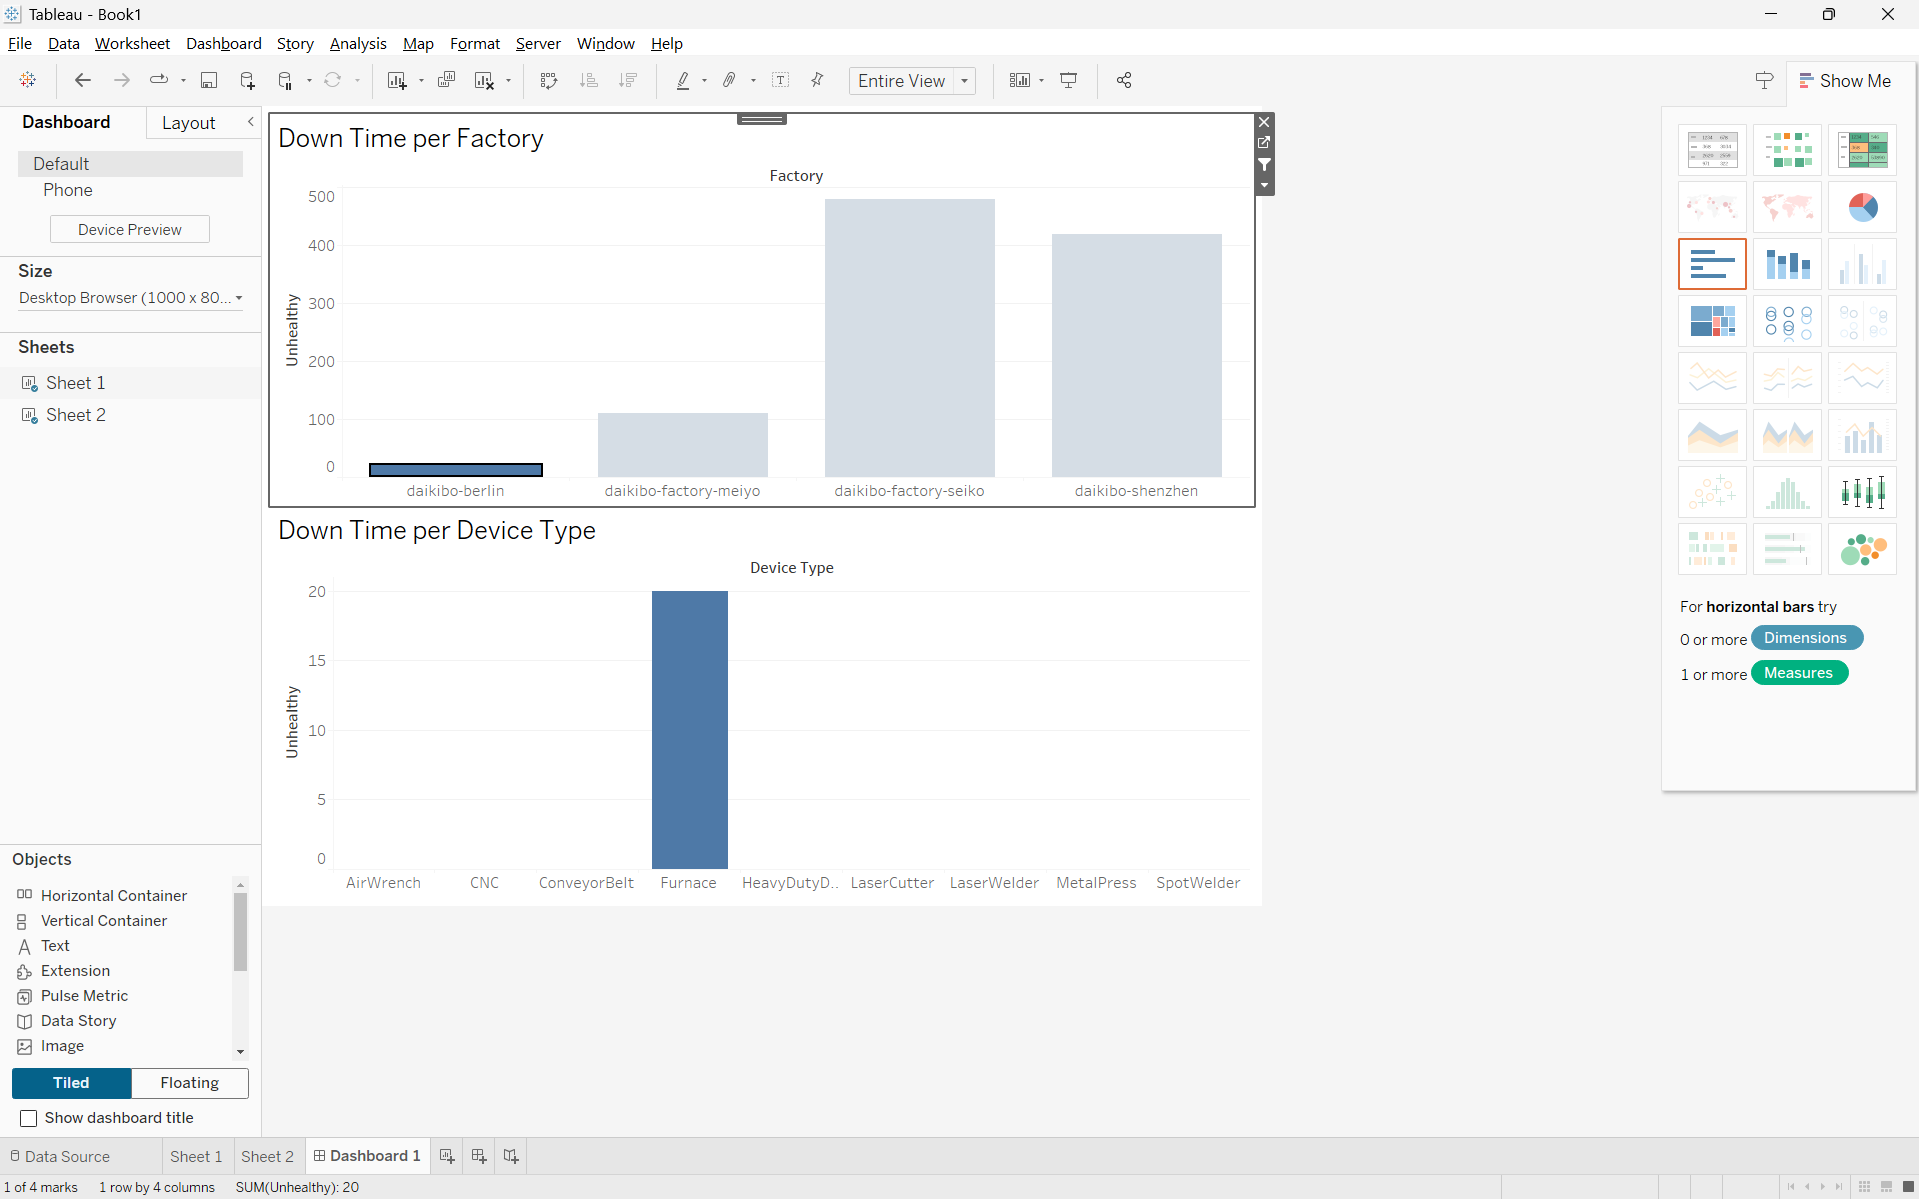 Tableau - Book1
File Data Worksheet Dashboard Story Analysis Map Format Server Window Help
Entire View
Show Me
Dashboard
Layout
Default
Phone
Device Preview
Size
Desktop Browser (1000 x 80...
Sheets
Sheet 1
Sheet 2
Down Time per Factory
Factory
Unhealthy
500
400
300
200
100
0
daikibo-berlin
daikibo-factory-meiyo
daikibo-factory-seiko
daikibo-shenzhen
Down Time per Device Type
Device Type
Unhealthy
20
15
10
5
0
AirWrench
CNC
ConveyorBelt
Furnace
HeavyDutyD..
LaserCutter
LaserWelder
MetalPress
SpotWelder
For horizontal bars try
0 or more Dimensions
1 or more Measures
Objects
Horizontal Container
Vertical Container
Text
Extension
Pulse Metric
Data Story
Image
Tiled
Floating
Show dashboard title
Data Source
Sheet 1
Sheet 2
Dashboard 1
1 of 4 marks
1 row by 4 columns
SUM(Unhealthy): 20